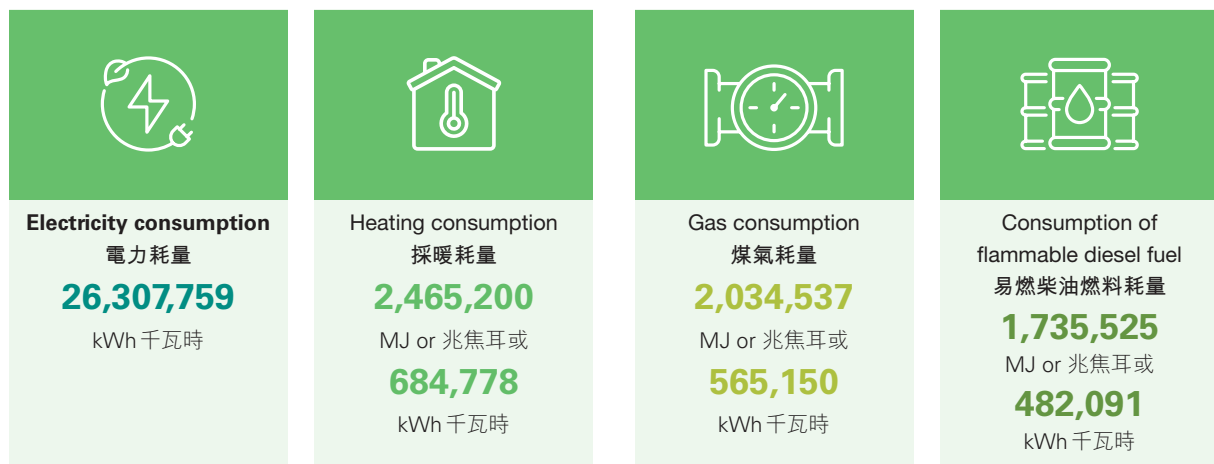 Electricity consumption
電力耗量
26,307,759
kWh 千瓦時
Heating consumption
採暖耗量
2,465,200
MJ or 兆焦耳或
684,778
kWh 千瓦時
Gas consumption
煤氣耗量
2,034,537
MJ or 兆焦耳或
565,150
kWh 千瓦時
Consumption of
flammable diesel fuel
易燃柴油燃料耗量
1,735,525
MJ or 兆焦耳或
482,091
kWh 千瓦時